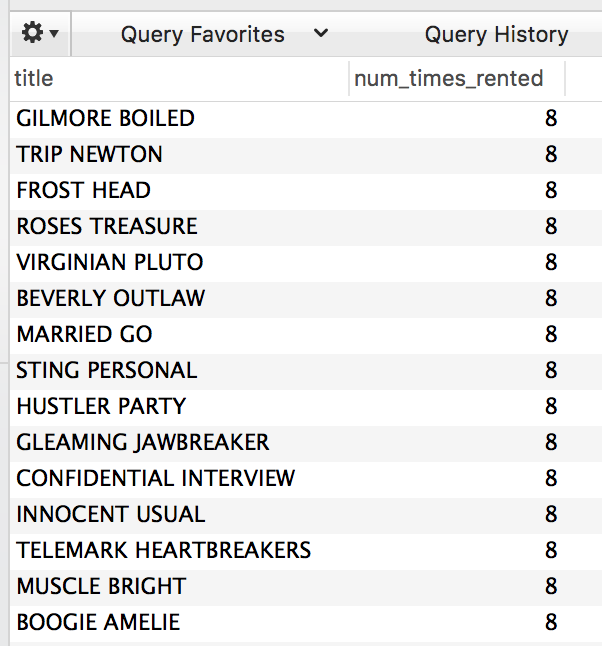 Query Favorites Query History
title num_times_rented
GILMORE BOILED 8
TRIP NEWTON 8
FROST HEAD 8
ROSES TREASURE 8
VIRGINIAN PLUTO 8
BEVERLY OUTLAW 8
MARRIED GO 8
STING PERSONAL 8
HUSTLER PARTY 8
GLEAMING JAWBREAKER 8
CONFIDENTIAL INTERVIEW 8
INNOCENT USUAL 8
TELEMARK HEARTBREAKERS 8
MUSCLE BRIGHT 8
BOOGIE AMELIE 8